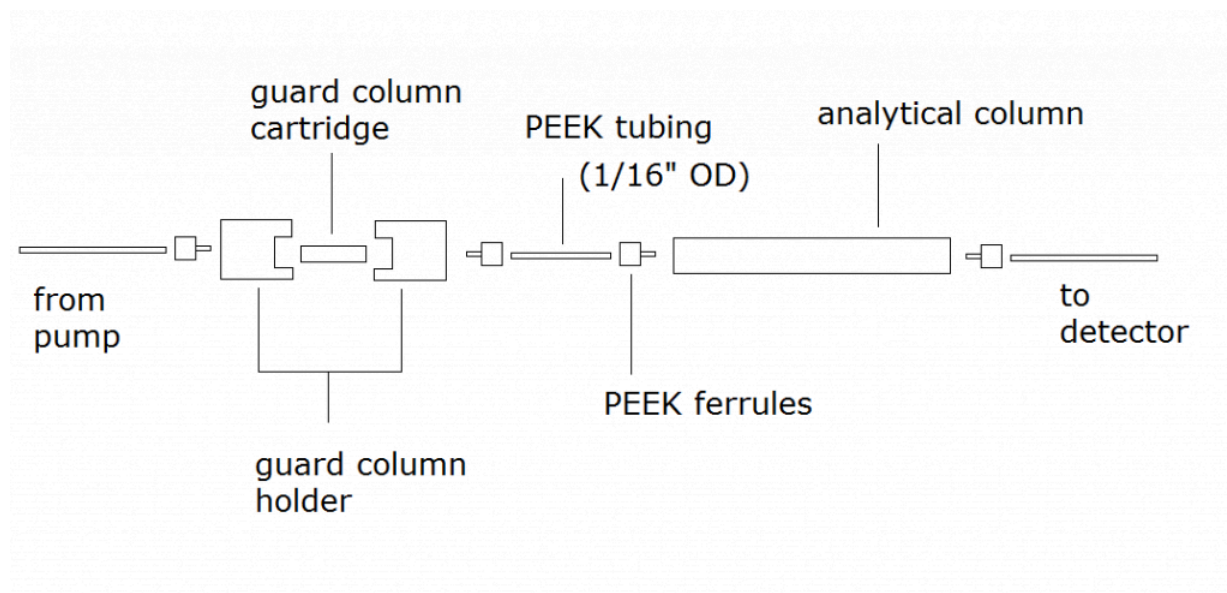 guard column
cartridge
PEEK tubing
(1/16" OD)
analytical column
from
pump
to
detector
PEEK ferrules
guard column
holder